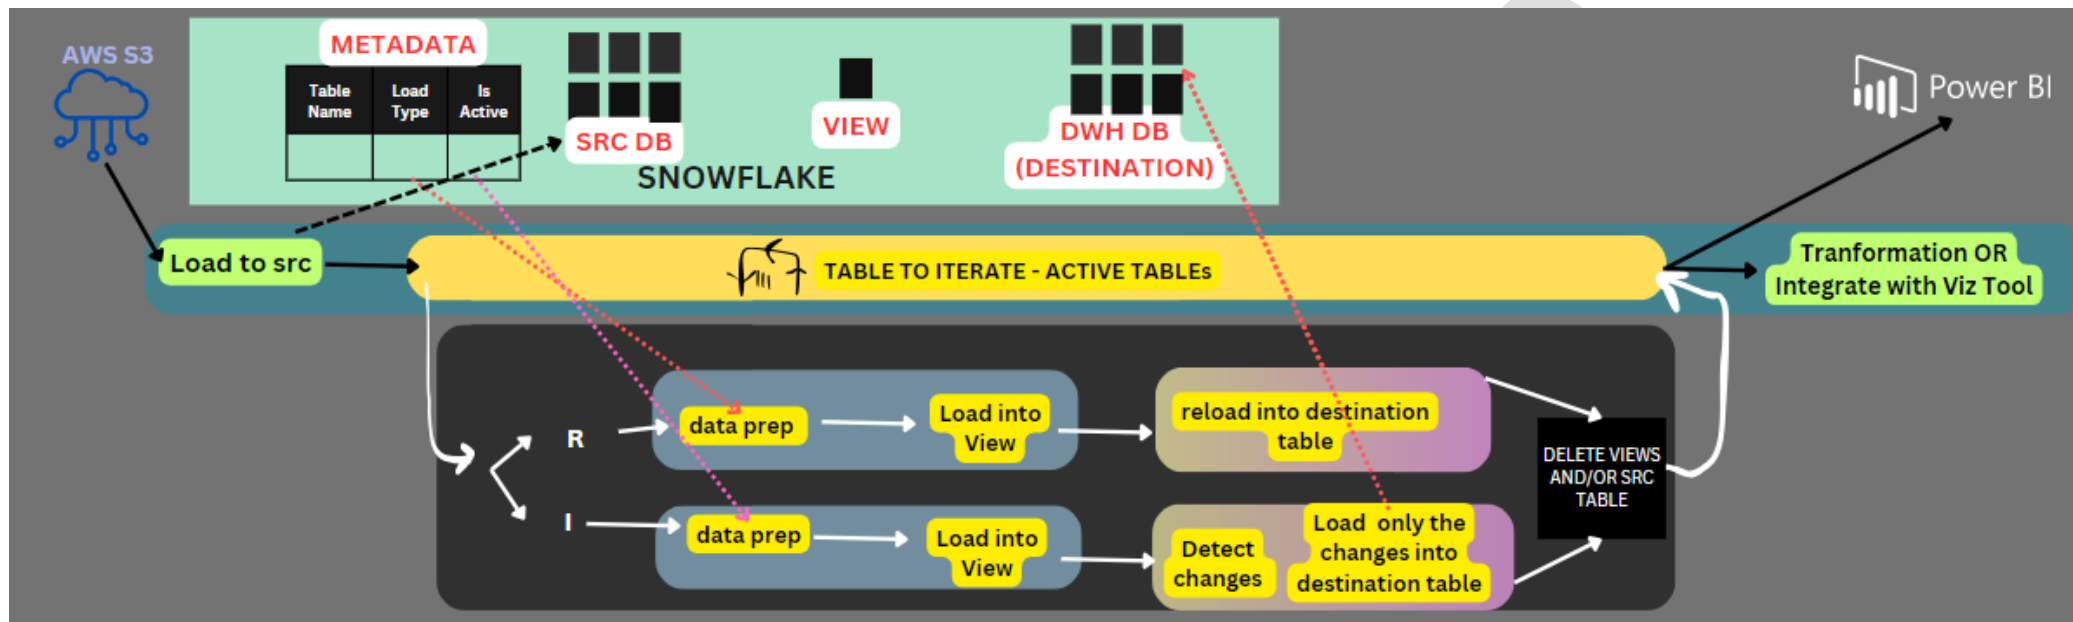 AWS S3
METADATA
Table
Name
Load
Type
Is
Active
SRC DB
VIEW
DWH DB
(DESTINATION)
SNOWFLAKE
Power BI
Load to src
TABLE TO ITERATE - ACTIVE TABLEs
Tranformation OR
Integrate with Viz Tool
R
data prep
Load into
View
reload into destination
table
DELETE VIEWS
AND/OR SRC
TABLE
I
data prep
Load into
View
Detect
changes
Load only the
changes into
destination table